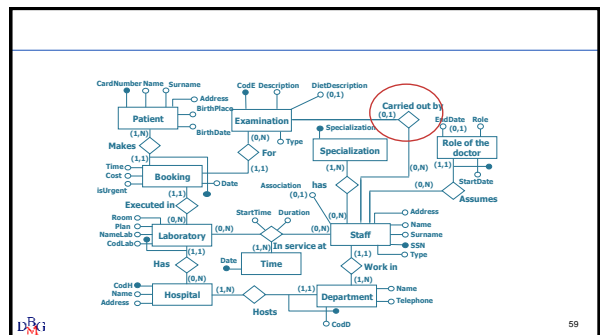 CardNumber Name Surname
CodE Description DietDescription
(0,1)
Address
BirthPlace
BirthDate
Patient
Examination
Type
(0,1)
Carried out by
EndDate Role
(0,1)
Role of the
doctor
Specialization
Specialization
(1,N)
Makes
(0,N)
For
(1,N)
(0,N)
(1,1)
StartDate
Time
Cost
isUrgent
(1,1)
(1,1)
Booking
Date
Association
(0,1)
has
(0,N)
Assumes
(1,1)
Executed in
Room
Plan
NameLab
CodLab
(0,N)
StartTime Duration
(0,N)
Address
Name
Surname
SSN
Type
Laboratory
(0,N)
(0,N)
Staff
In service at
(1,1)
Has
(1,N)
Date
Time
(1,1)
Work in
(0,N)
(1,N)
CodH
Name
Address
Hospital
(1,N)
Hosts
(1,1)
Department
Name
Telephone
CodD
DBMG
59